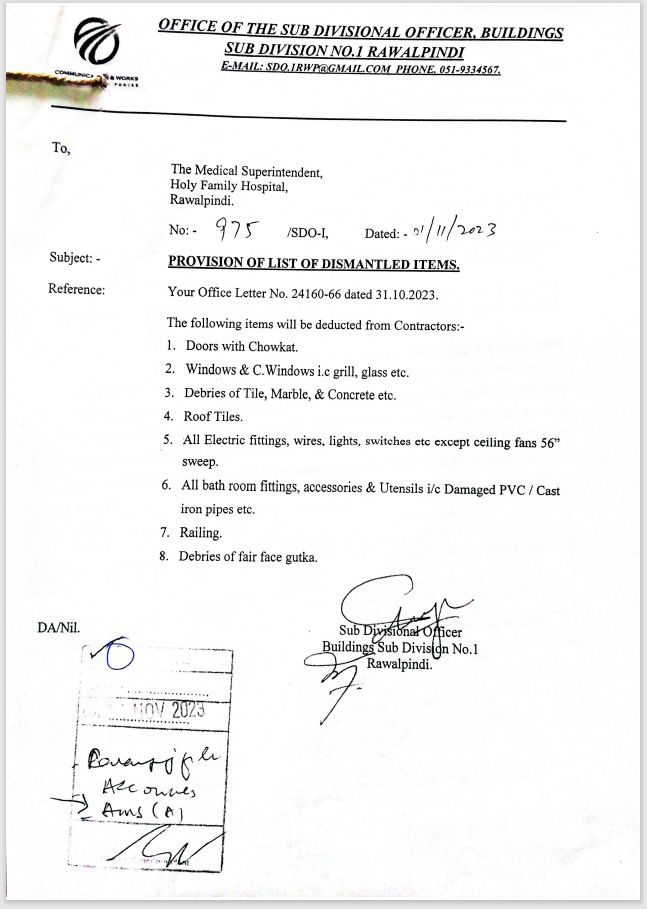 OFFICE OF THE SUB DIVISIONAL OFFICER, BUILDINGS
SUB DIVISION NO.1 RAWALPINDI
E-MAIL: SDO.1RWP@GMAIL.COM PHONE. 051-9334567.
COMMUNICA & WORKS
PUNJAB
To,
The Medical Superintendent,
Holy Family Hospital,
Rawalpindi.
No: - 975 /SDO-I, Dated: - 01/11/2023
Subject: - PROVISION OF LIST OF DISMANTLED ITEMS.
Reference: Your Office Letter No. 24160-66 dated 31.10.2023.
The following items will be deducted from Contractors:-
1. Doors with Chowkat.
2. Windows & C.Windows i.c grill, glass etc.
3. Debries of Tile, Marble, & Concrete etc.
4. Roof Tiles.
5. All Electric fittings, wires, lights, switches etc except ceiling fans 56”
sweep.
6. All bath room fittings, accessories & Utensils i/c Damaged PVC / Cast
iron pipes etc.
7. Railing.
8. Debries of fair face gutka.
Sub Divisional Officer
Buildings Sub Division No.1
Rawalpindi.
DA/Nil.
NOV 2023
Accounts
AMS (A)